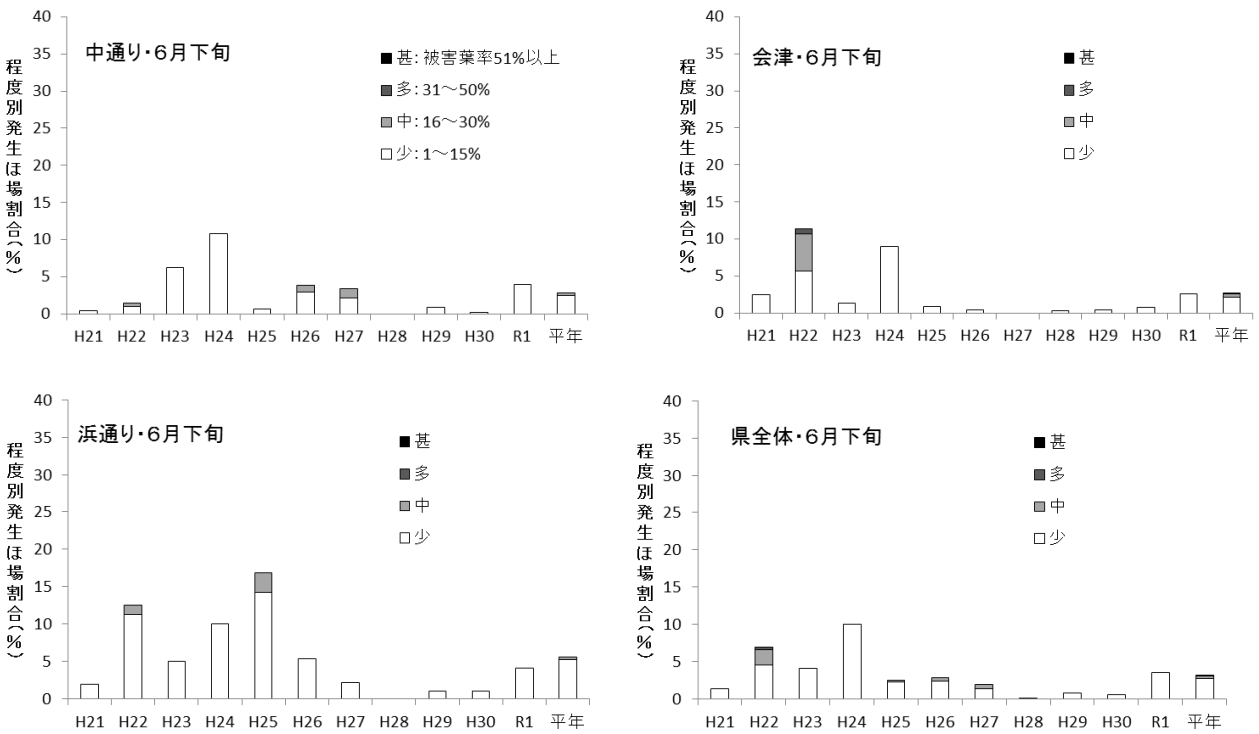 中通り・６月下旬
程度別発生ほ場割合(%)
40
35
30
25
20
15
10
5
0
■甚：被害葉率51%以上
■多：31～50%
■中：16～30%
□少：1～15%
H21 H22 H23 H24 H25 H26 H27 H28 H29 H30 R1 平年
会津・６月下旬
程度別発生ほ場割合(%)
40
35
30
25
20
15
10
5
0
■甚
■多
■中
□少
H21 H22 H23 H24 H25 H26 H27 H28 H29 H30 R1 平年
浜通り・６月下旬
程度別発生ほ場割合(%)
40
35
30
25
20
15
10
5
0
■甚
■多
■中
□少
H21 H22 H23 H24 H25 H26 H27 H28 H29 H30 R1 平年
県全体・６月下旬
程度別発生ほ場割合(%)
40
35
30
25
20
15
10
5
0
■甚
■多
■中
□少
H21 H22 H23 H24 H25 H26 H27 H28 H29 H30 R1 平年